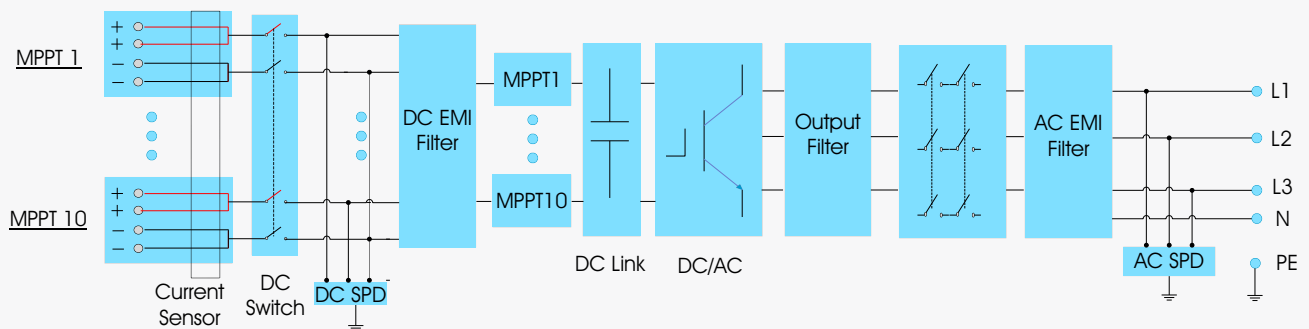 MPPT 1
+
+
−
−
MPPT 10
+
+
−
−
Current
Sensor
DC
Switch
DC SPD
DC EMI
Filter
MPPT1
MPPT10
DC Link
DC/AC
Output
Filter
AC EMI
Filter
L1
L2
L3
N
AC SPD
PE